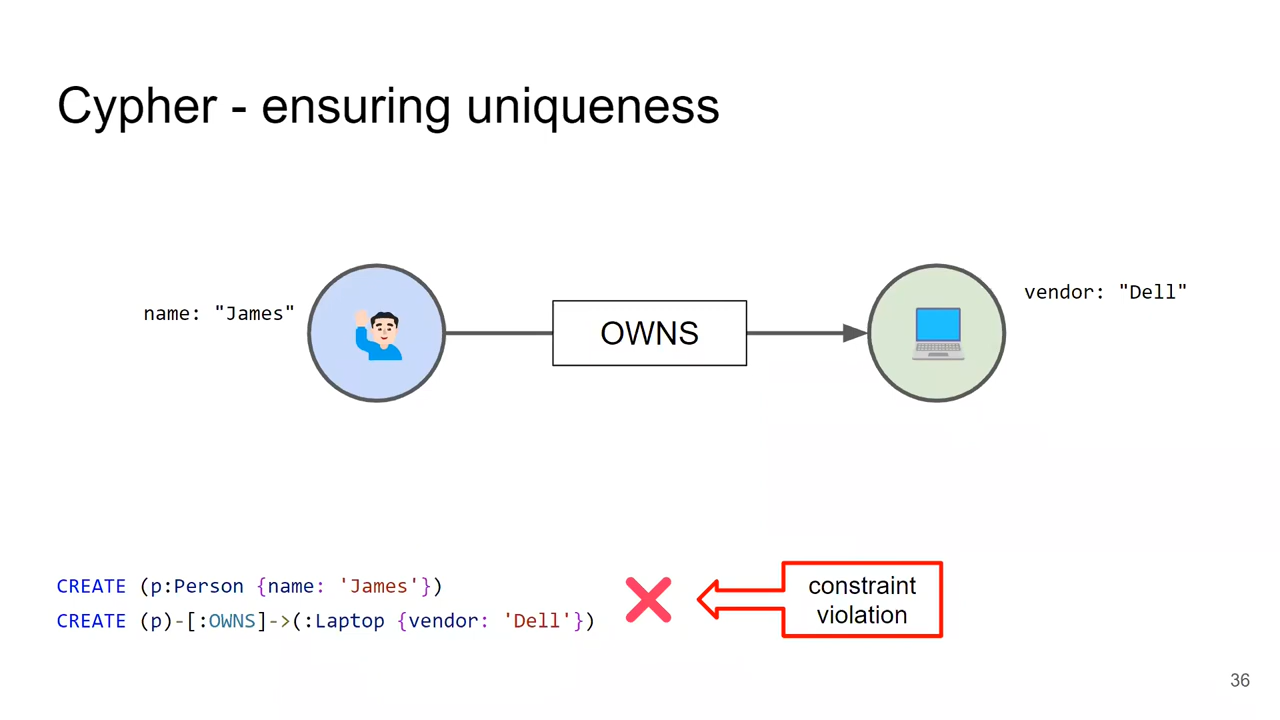 Cypher - ensuring uniqueness
name: "James"
OWNS
vendor: "Dell"
CREATE (p:Person {name: 'James'})
CREATE (p)-[:OWNS]->(:Laptop {vendor: 'Dell'})
constraint
violation
36